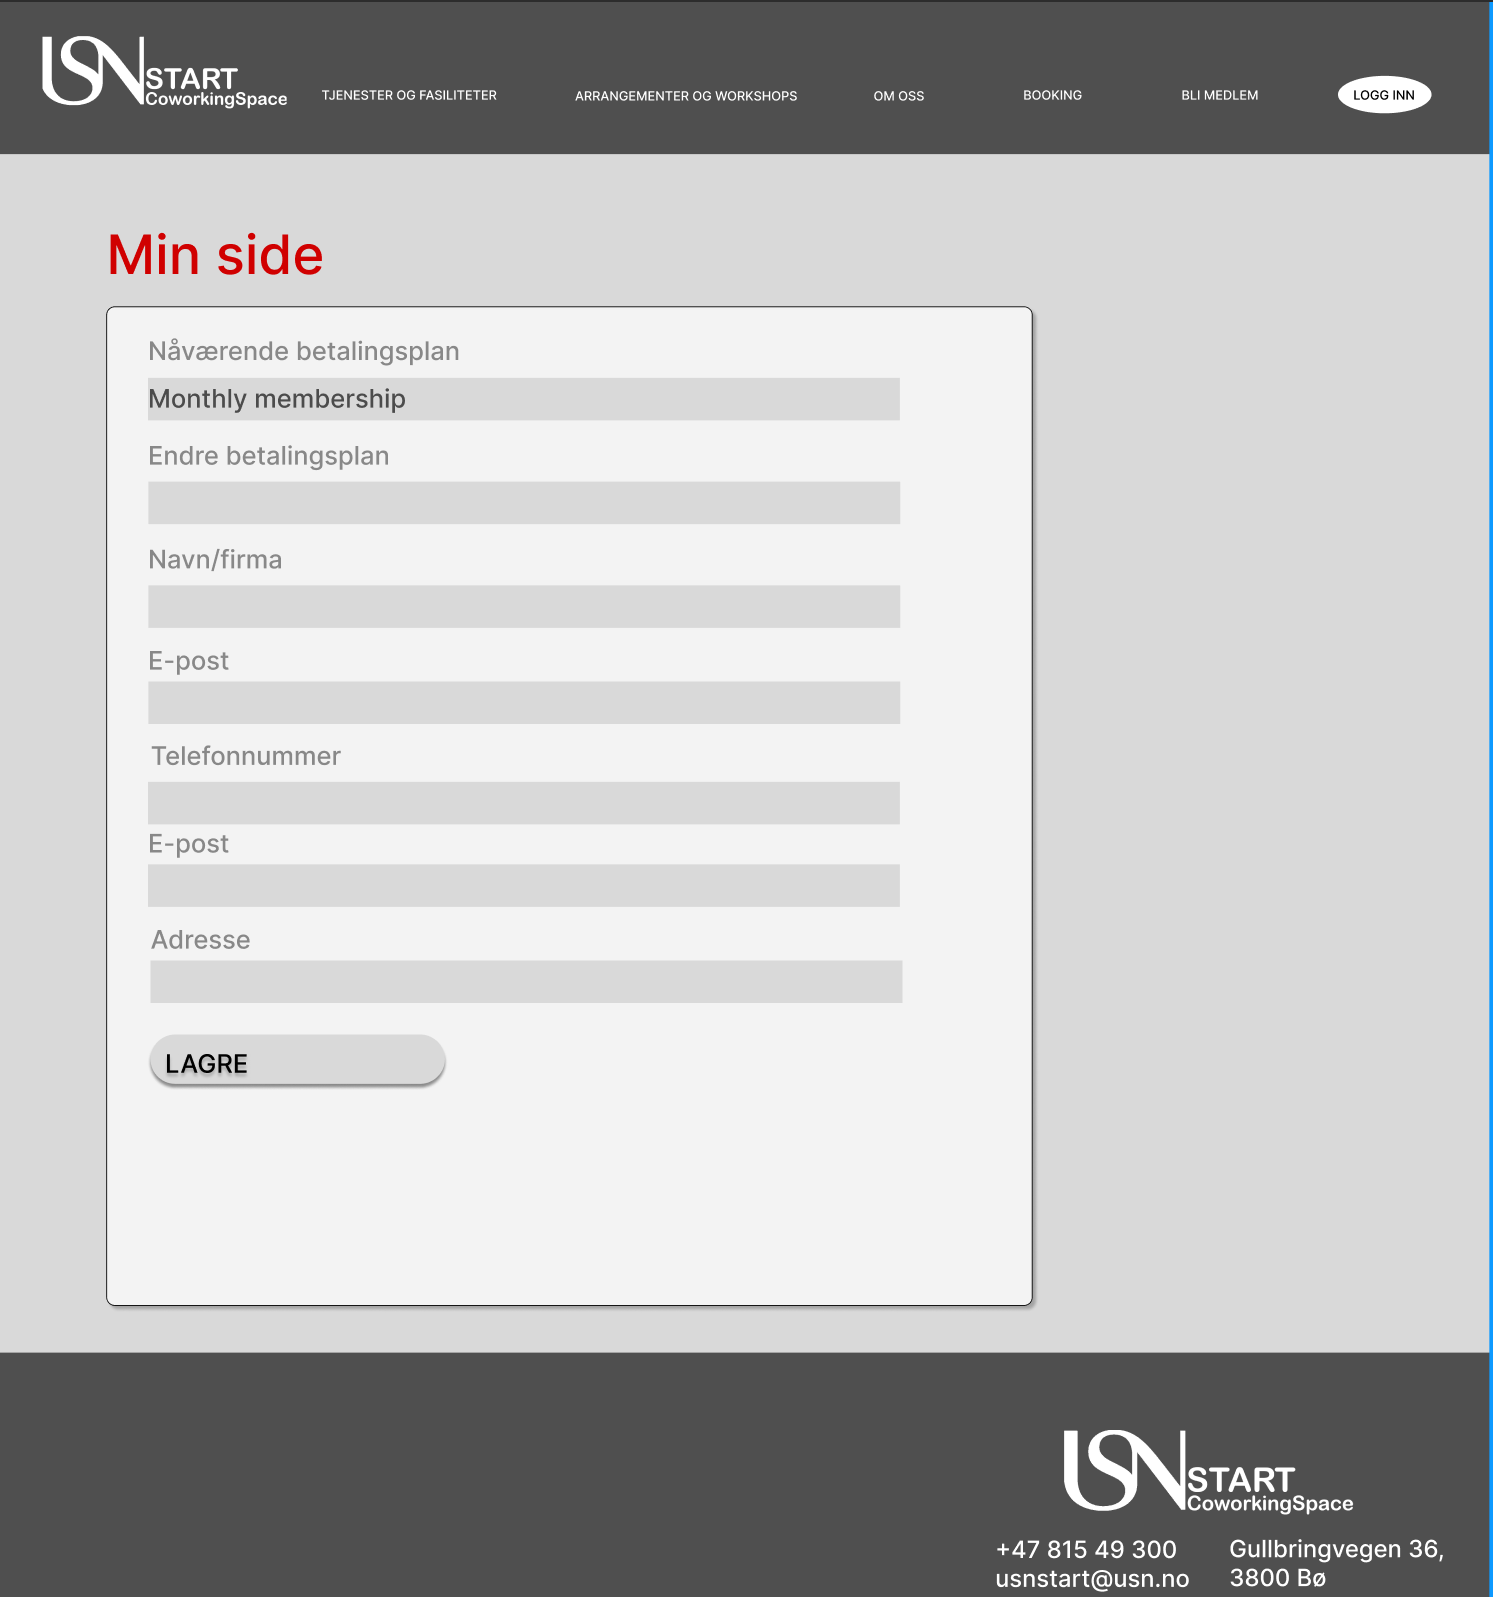 USN START
CoworkingSpace
TJENESTER OG FASILITETER
ARRANGEMENTER OG WORKSHOPS
OM OSS
BOOKING
BLI MEDLEM
LOGG INN
Min side
Nåværende betalingsplan
Monthly membership
Endre betalingsplan
Navn/firma
E-post
Telefonnummer
E-post
Adresse
LAGRE
USN START
CoworkingSpace
+47 815 49 300
usnstart@usn.no
Gullbringvegen 36,
3800 Bø